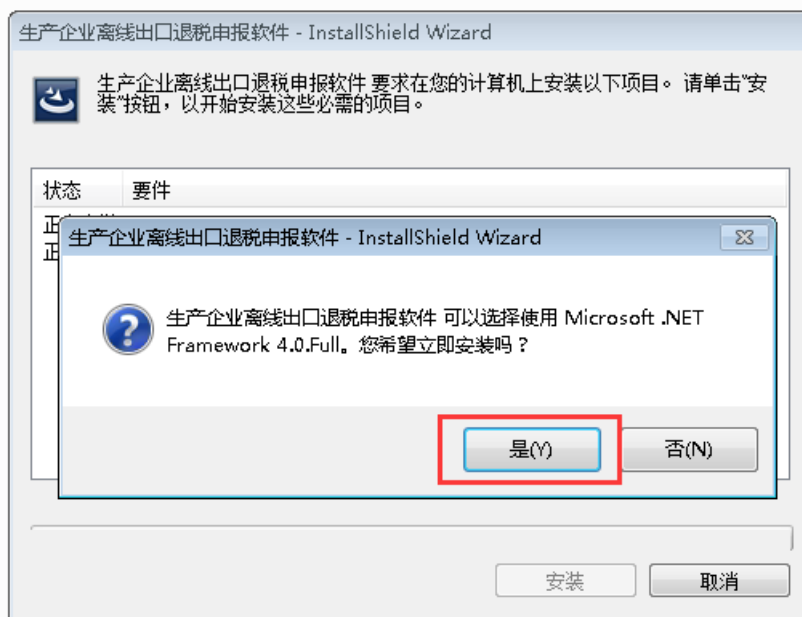 生产企业离线出口退税申报软件 - InstallShield Wizard
生产企业离线出口退税申报软件 要求在您的计算机上安装以下项目。 请单击“安
装”按钮，以开始安装这些必需的项目。
状态 要件
正
正
生产企业离线出口退税申报软件 - InstallShield Wizard
生产企业离线出口退税申报软件 可以选择使用 Microsoft .NET
Framework 4.0.Full。您希望立即安装吗？
是(Y) 否(N)
安装 取消